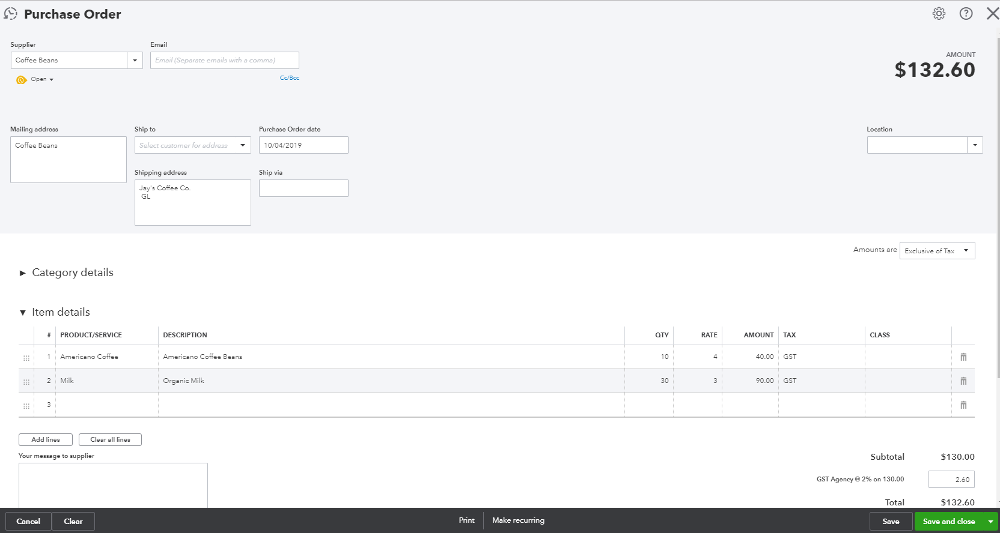 Purchase Order
Supplier
Email
Coffee Beans
Email (Separate emails with a comma)
Open
Cc/Bcc
AMOUNT
$132.60
Mailing address
Ship to
Purchase Order date
Location
Coffee Beans
Select customer for address
10/04/2019
Shipping address
Ship via
Jay's Coffee Co.
GL
Amounts are Exclusive of Tax
Category details
Item details
# PRODUCT/SERVICE DESCRIPTION QTY RATE AMOUNT TAX CLASS
1 Americano Coffee Americano Coffee Beans 10 4 40.00 GST
2 Milk Organic Milk 30 3 90.00 GST
3
Add lines Clear all lines
Your message to supplier
Subtotal $130.00
GST Agency @ 2% on 130.00 2.60
Total $132.60
Cancel Clear Print Make recurring Save Save and close